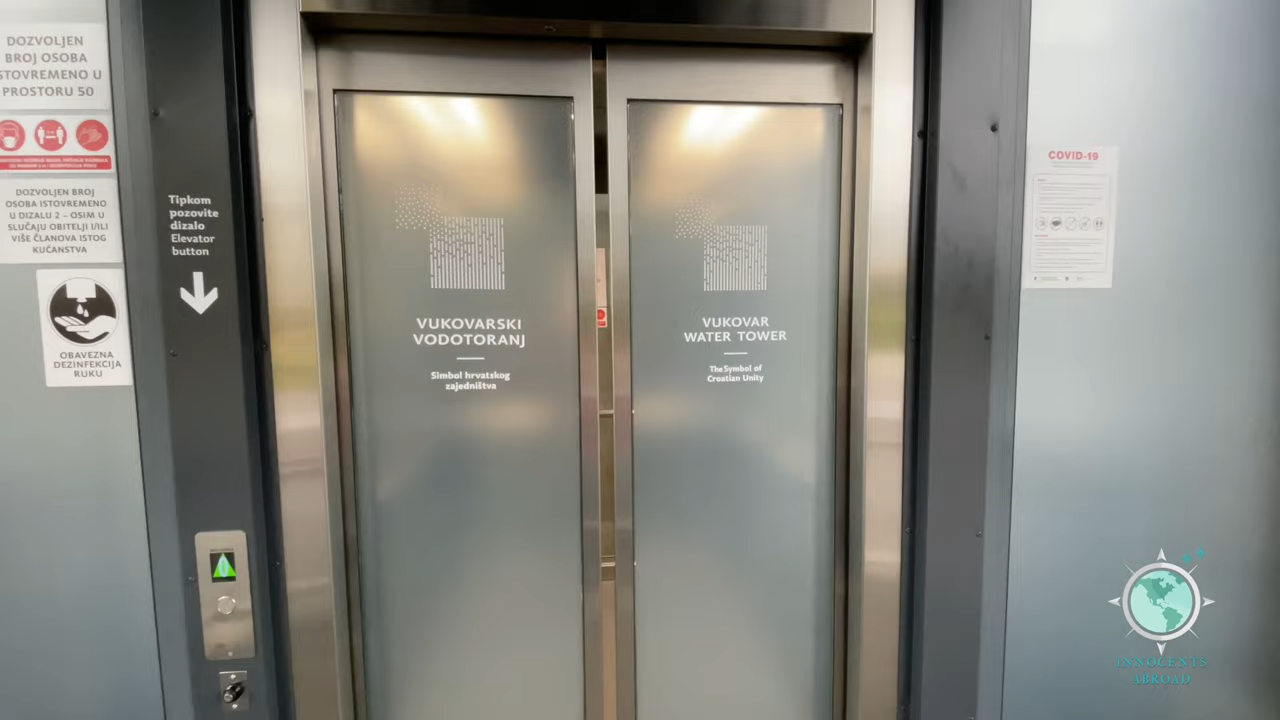 DOZVOLJEN
BROJ OSOBA
ISTOVREMENO U
PROSTORU 50
DOZVOLJEN BROJ
OSOBA ISTOVREMENO
U DIZALU 2 – OSIM U
SLUČAJU OBITELJI I/ILI
VIŠE ČLANOVA ISTOG
KUĆANSTVA
OBAVEZNA
DEZINFEKCIJA
RUKU
Tipkom
pozovite
dizalo
Elevator
button
VUKOVARSKI
VODOTORANJ
Simbol hrvatskog
zajedništva
VUKOVAR
WATER TOWER
The Symbol of
Croatian Unity
COVID-19
INNOCENTS
ABROAD